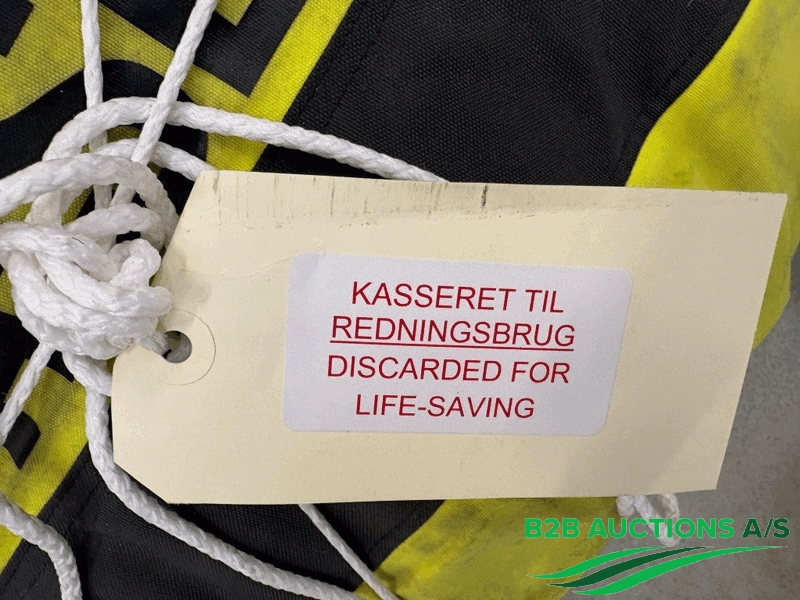 KASSERET TIL
REDNINGSBRUG
DISCARDED FOR
LIFE-SAVING
B2B AUCTIONS A/S